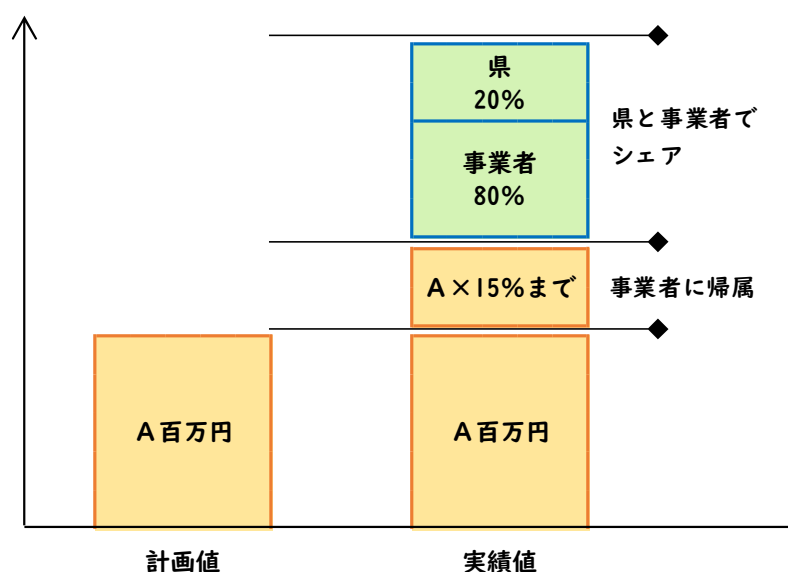 県
20%
県と事業者で
シェア
事業者
80%
A×15%まで
事業者に帰属
A百万円
A百万円
計画値
実績値